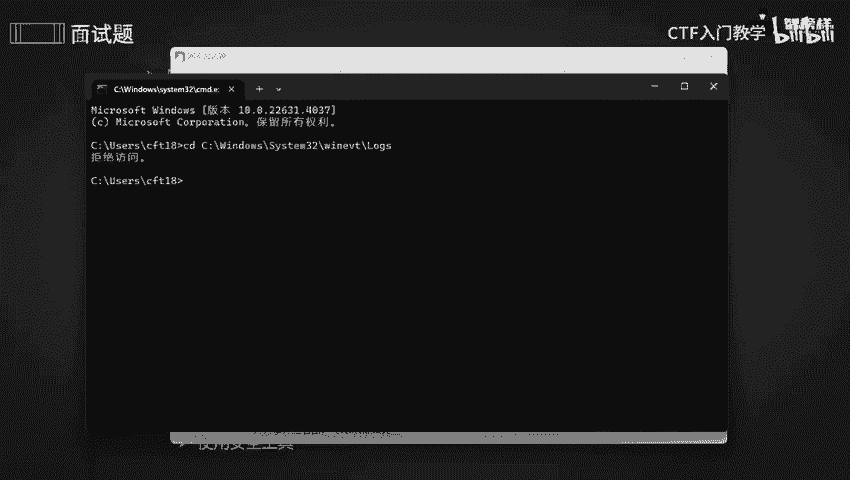 面试题
CTF入门教学
bilibili
C:\Windows\system32\cmd.e:
Microsoft Windows [版本 10.0.22631.4037]
(c) Microsoft Corporation。保留所有权利。
C:\Users\cft18>cd C:\Windows\System32\winevt\Logs
拒绝访问。
C:\Users\cft18>
使用安全工具